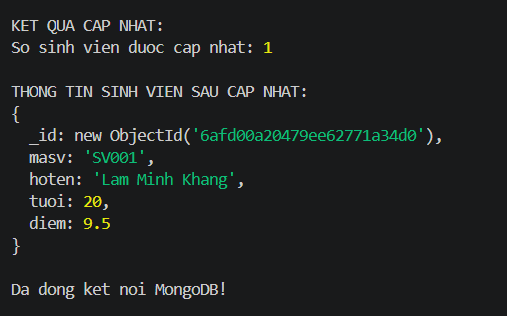 KET QUA CAP NHAT:
So sinh vien duoc cap nhat: 1
THONG TIN SINH VIEN SAU CAP NHAT:
{
  _id: new ObjectId('6afd00a20479ee62771a34d0'),
  masv: 'SV001',
  hoten: 'Lam Minh Khang',
  tuoi: 20,
  diem: 9.5
}
Da dong ket noi MongoDB!